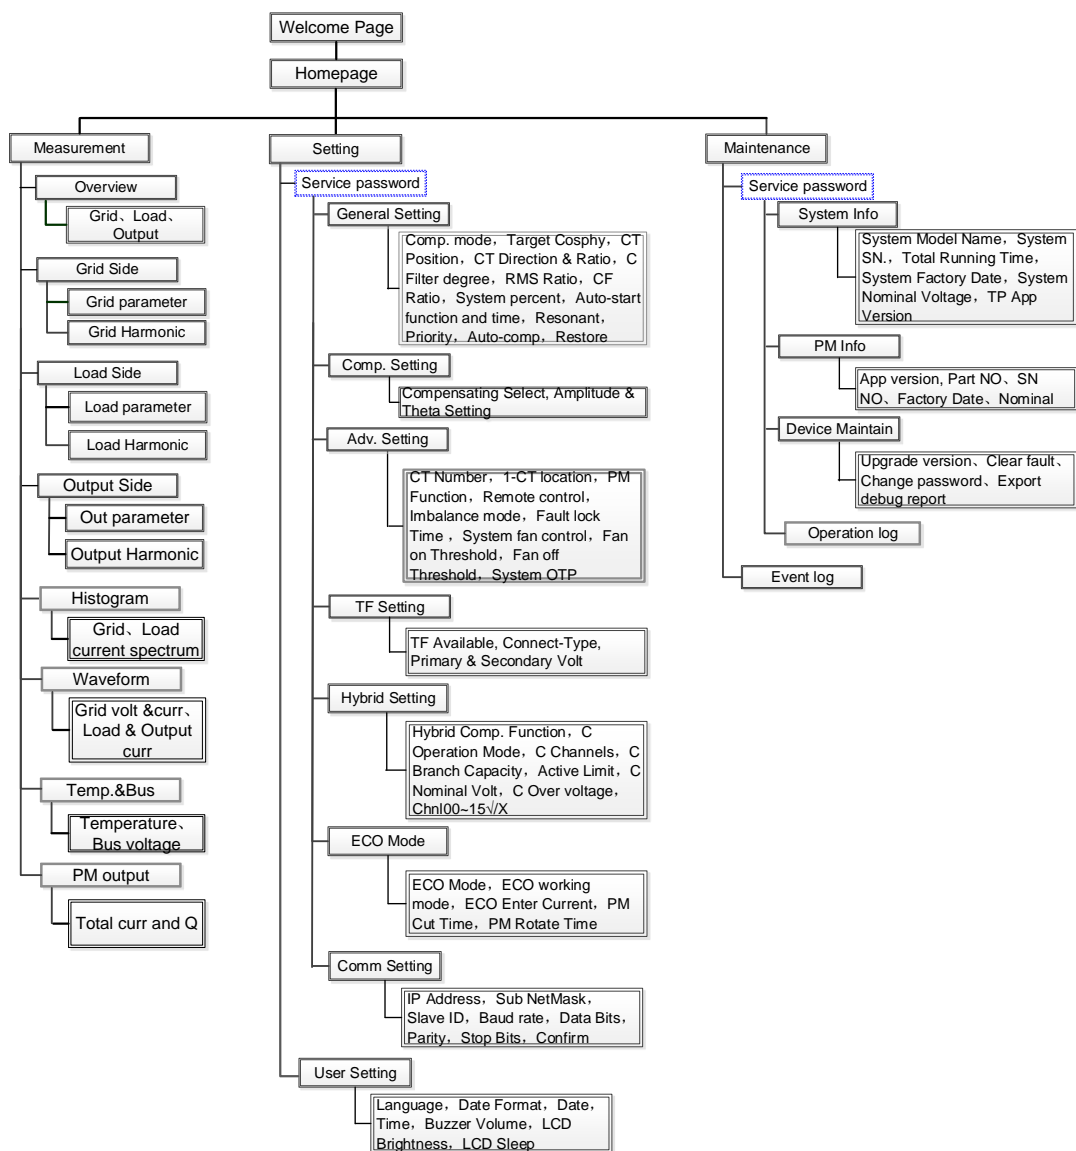 Welcome Page
Homepage
Measurement
Overview
Grid、Load、
Output
Grid Side
Grid parameter
Grid Harmonic
Load Side
Load parameter
Load Harmonic
Output Side
Out parameter
Output Harmonic
Histogram
Grid、Load
current spectrum
Waveform
Grid volt &curr、
Load & Output
curr
Temp.&Bus
Temperature、
Bus voltage
PM output
Total curr and Q
Setting
Service password
General Setting
Comp. mode，Target Cosphy，CT
Position，CT Direction & Ratio，C
Filter degree，RMS Ratio，CF
Ratio，System percent，Auto-start
function and time，Resonant，
Priority，Auto-comp，Restore
Comp. Setting
Compensating Select, Amplitude &
Theta Setting
Adv. Setting
CT Number，1-CT location，PM
Function，Remote control，
Imbalance mode，Fault lock
Time ，System fan control，Fan
on Threshold，Fan off
Threshold，System OTP
TF Setting
TF Available, Connect-Type,
Primary & Secondary Volt
Hybrid Setting
Hybrid Comp. Function，C
Operation Mode，C Channels，C
Branch Capacity，Active Limit，C
Nominal Volt，C Over voltage，
Chnl00~15√/X
ECO Mode
ECO Mode，ECO working
mode，ECO Enter Current，PM
Cut Time，PM Rotate Time
Comm Setting
IP Address，Sub NetMask，
Slave ID，Baud rate，Data Bits，
Parity，Stop Bits，Confirm
User Setting
Language，Date Format，Date，
Time，Buzzer Volume，LCD
Brightness，LCD Sleep
Maintenance
Service password
System Info
System Model Name，System
SN.，Total Running Time，
System Factory Date，System
Nominal Voltage，TP App
Version
PM Info
App version, Part NO、SN
NO、Factory Date、Nominal
Device Maintain
Upgrade version、Clear fault、
Change password、Export
debug report
Operation log
Event log